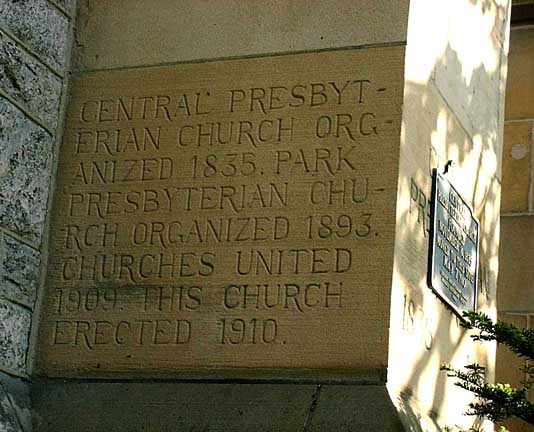 CENTRAL PRESBYT-
ERIAN CHURCH ORG-
ANIZED 1835. PARK
PRESBYTERIAN CHU-
RCH ORGANIZED 1893.
CHURCHES UNITED
1909. THIS CHURCH
ERECTED 1910.